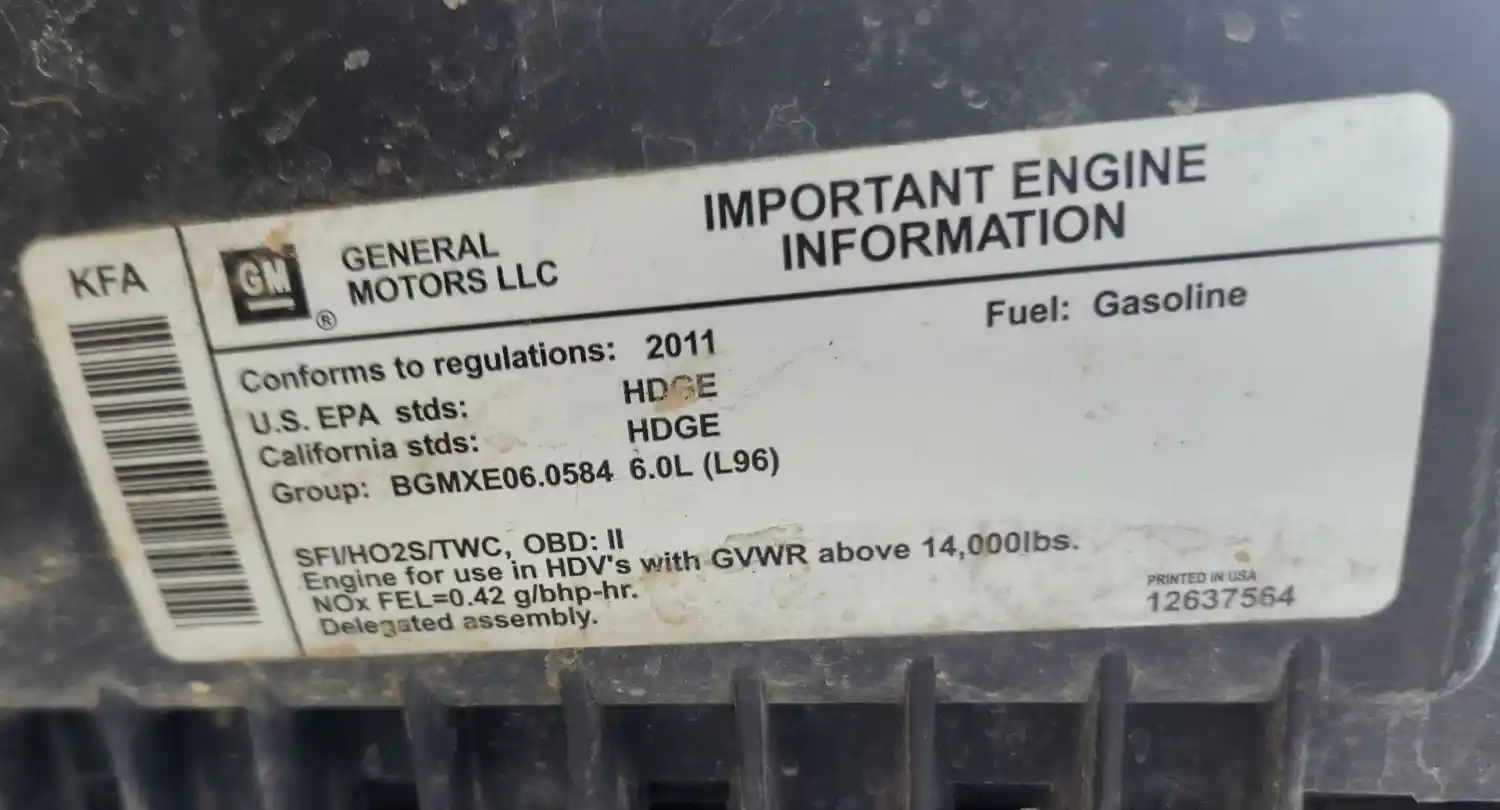 KFA
GM
®
GENERAL
MOTORS LLC
IMPORTANT ENGINE
INFORMATION
Fuel: Gasoline
Conforms to regulations: 2011
U.S. EPA stds: HDGE
California stds: HDGE
Group: BGMXE06.0584 6.0L (L96)
SFI/HO2S/TWC, OBD: II
Engine for use in HDV's with GVWR above 14,000lbs.
NOx FEL=0.42 g/bhp-hr.
Delegated assembly.
PRINTED IN USA
12637564